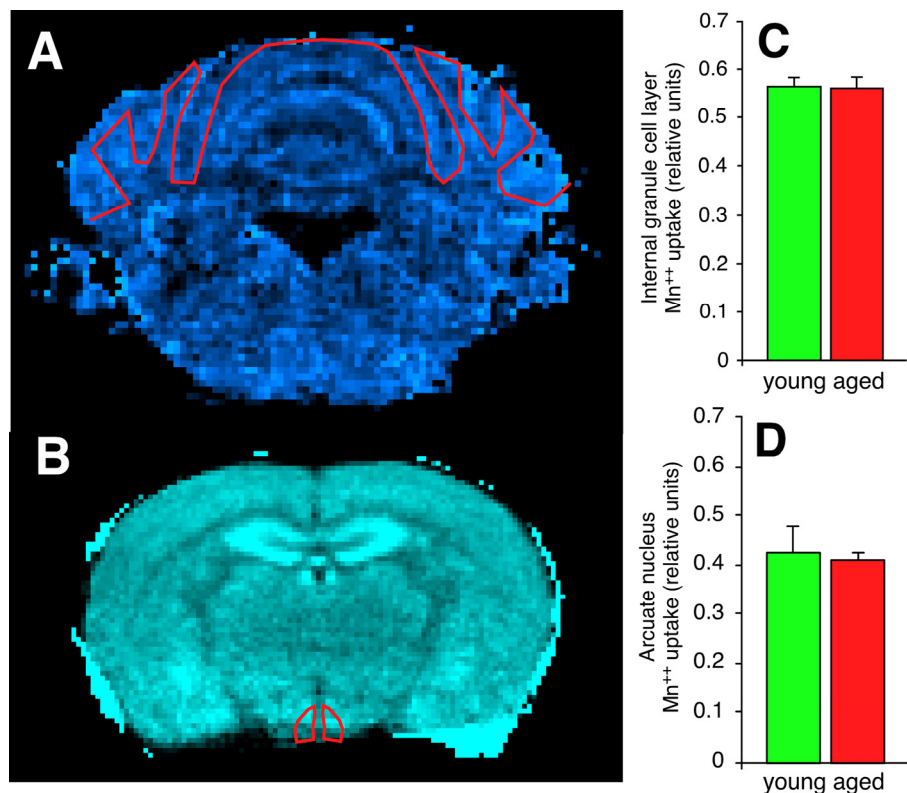 A
B
C
Internal granule cell layer
Mn⁺⁺ uptake (relative units)
0.7
0.6
0.5
0.4
0.3
0.2
0.1
0
young aged
D
Arcuate nucleus
Mn⁺⁺ uptake (relative units)
0.7
0.6
0.5
0.4
0.3
0.2
0.1
0
young aged